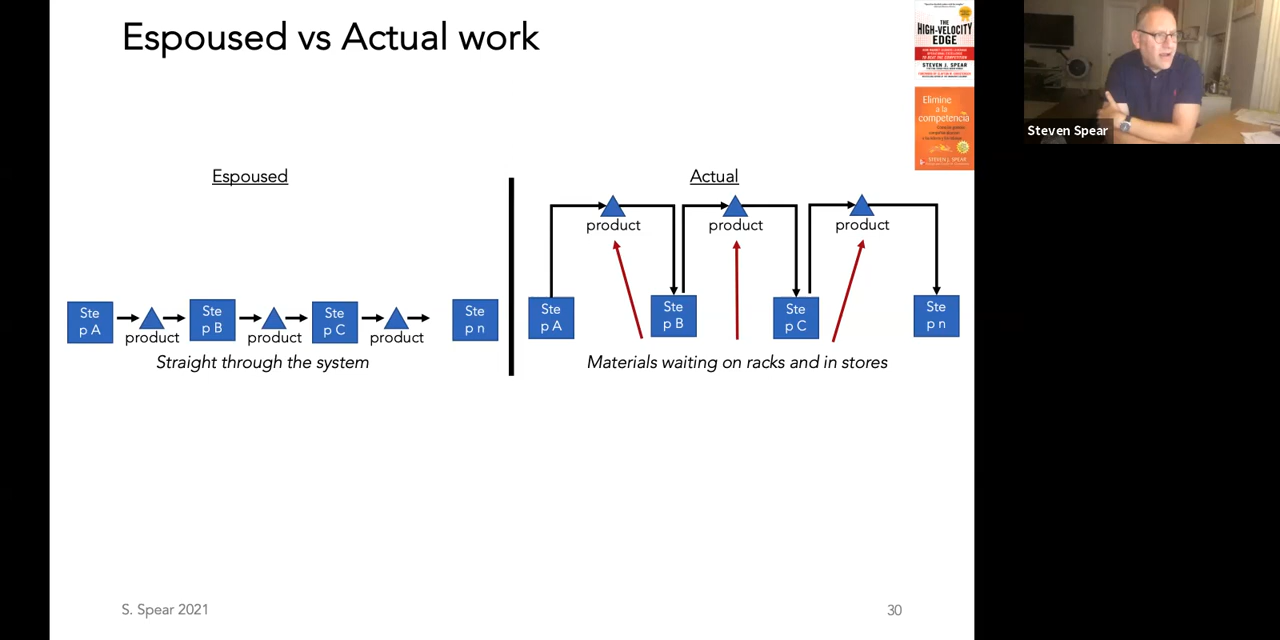 Espoused vs Actual work
THE
HIGH-VELOCITY
EDGE
STEVEN J. SPEAR
Elimine
a la
competencia
STEVEN J. SPEAR
Steven Spear
Espoused
Ste
p A
product
Ste
p B
product
Ste
p C
product
Ste
p n
Straight through the system
Actual
product
product
product
Ste
p A
Ste
p B
Ste
p C
Ste
p n
Materials waiting on racks and in stores
S. Spear 2021
30